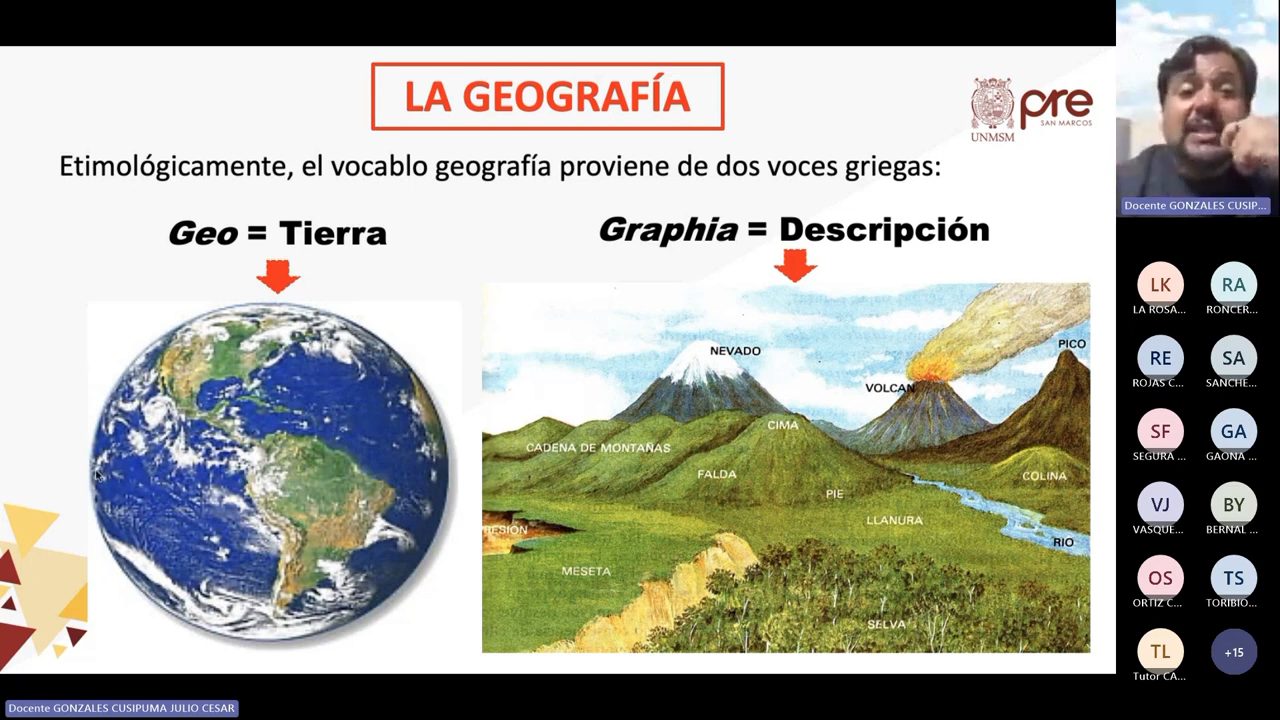 LA GEOGRAFÍA
UNMSM
pre
SAN MARCOS
Etimológicamente, el vocablo geografía proviene de dos voces griegas:
Geo = Tierra
Graphia = Descripción
NEVADO
VOLCAN
PICO
CIMA
CADENA DE MONTAÑAS
FALDA
COLINA
PIE
LLANURA
RESIÓN
RIO
MESETA
SELVA
Docente GONZALES CUSIP...
LK
RA
LA ROSA...
RONCER...
RE
SA
ROJAS C...
SANCHE...
SF
GA
SEGURA ...
GAONA ...
VJ
BY
VASQUE...
BERNAL ...
OS
TS
ORTIZ C...
TORIBIO...
TL
+15
Tutor CA...
Docente GONZALES CUSIPUMA JULIO CESAR